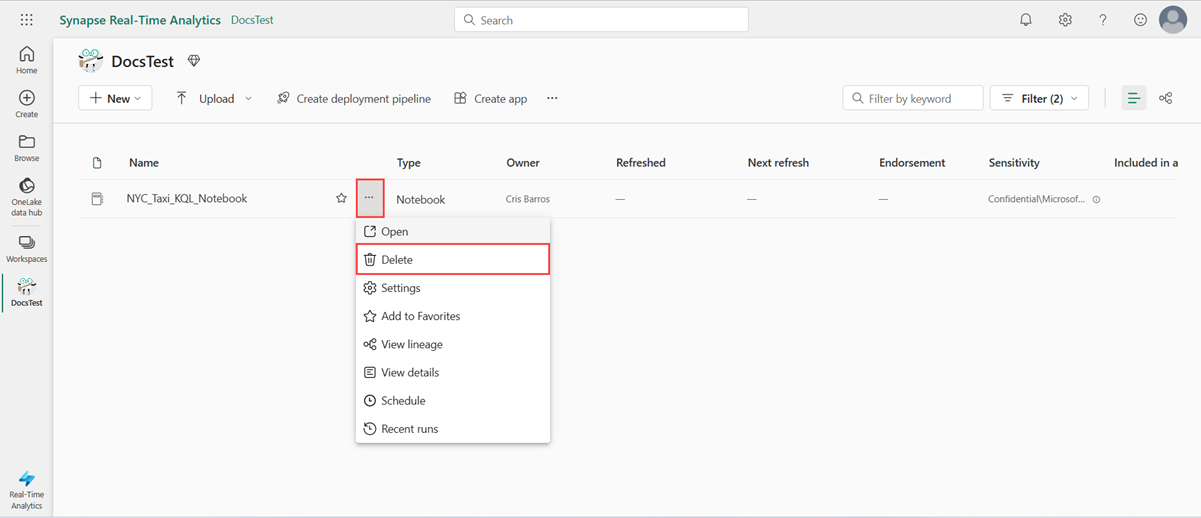 Synapse Real-Time Analytics DocsTest
Search
Home
Create
Browse
OneLake
data hub
Workspaces
DocsTest
Real-Time
Analytics
DocsTest
New Upload Create deployment pipeline Create app ... Filter by keyword Filter (2)
Name Type Owner Refreshed Next refresh Endorsement Sensitivity Included in a
NYC_Taxi_KQL_Notebook ... Notebook Cris Barros — — — Confidential\Microsof...
Open
Delete
Settings
Add to Favorites
View lineage
View details
Schedule
Recent runs